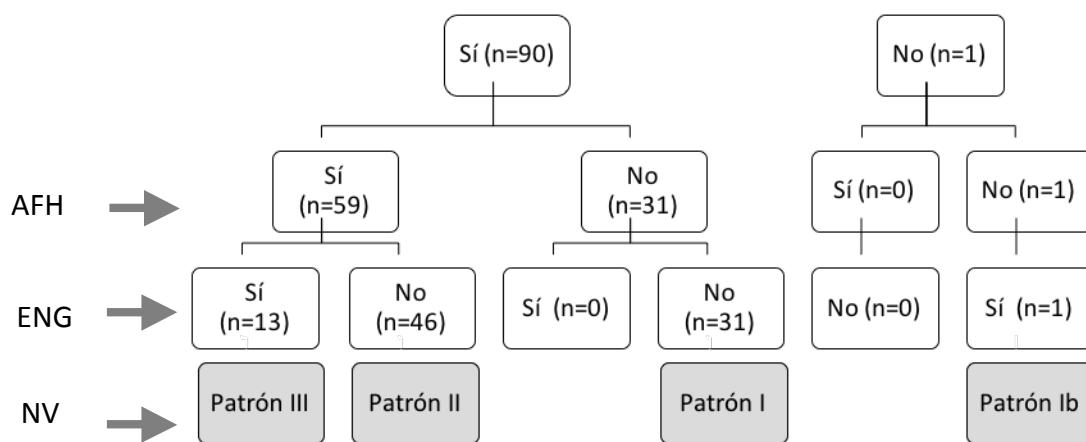 Sí (n=90)
No (n=1)
AFH
Sí
(n=59)
No
(n=31)
Sí (n=0)
No (n=1)
ENG
Sí
(n=13)
No
(n=46)
Sí (n=0)
No
(n=31)
No (n=0)
Sí (n=1)
NV
Patrón III
Patrón II
Patrón I
Patrón Ib